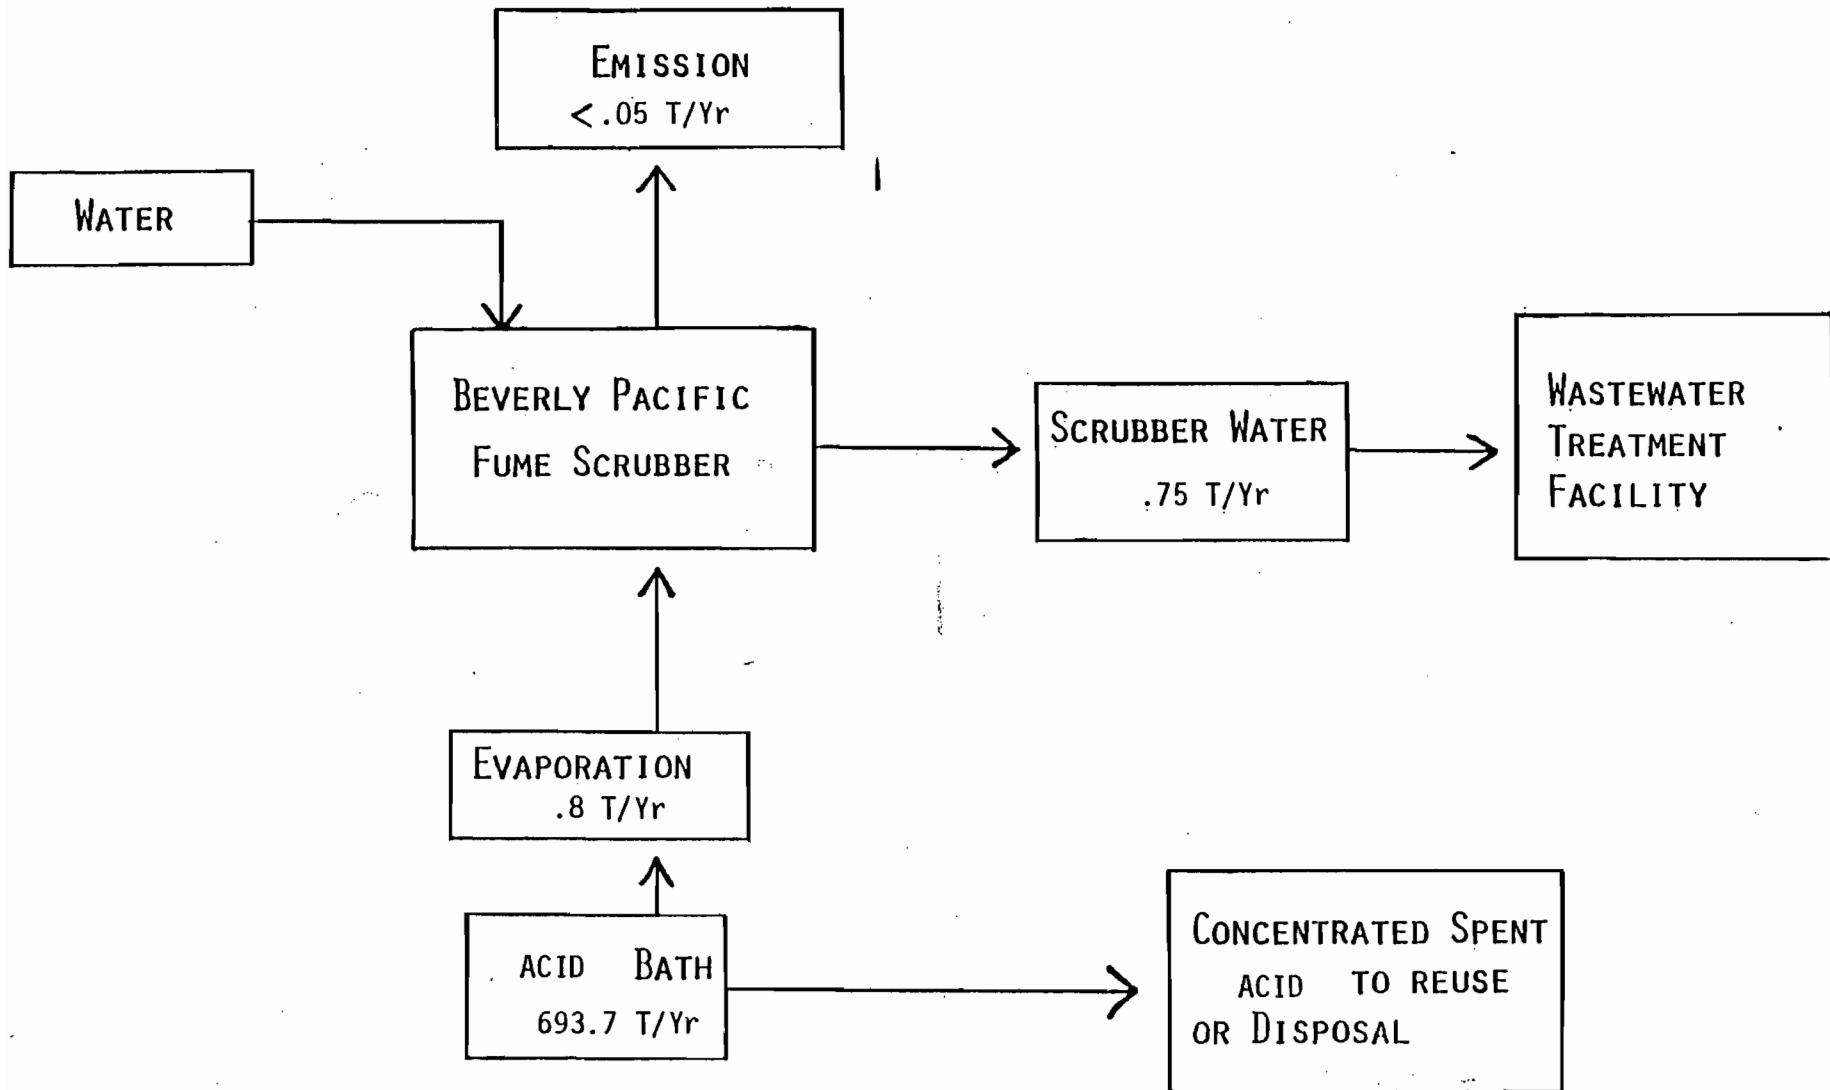 EMISSION
<.05 T/Yr
WATER
BEVERLY PACIFIC
FUME SCRUBBER
SCRUBBER WATER
.75 T/Yr
WASTEWATER
TREATMENT
FACILITY
EVAPORATION
.8 T/Yr
ACID BATH
693.7 T/Yr
CONCENTRATED SPENT
ACID TO REUSE
OR DISPOSAL